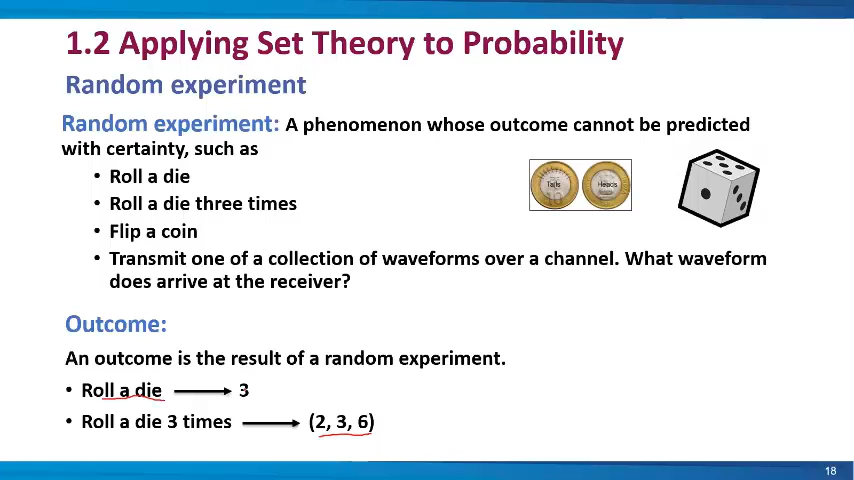 1.2 Applying Set Theory to Probability
Random experiment
Random experiment: A phenomenon whose outcome cannot be predicted
with certainty, such as
• Roll a die
• Roll a die three times
• Flip a coin
• Transmit one of a collection of waveforms over a channel. What waveform
does arrive at the receiver?
Tails Heads
Outcome:
An outcome is the result of a random experiment.
• Roll a die → 3
• Roll a die 3 times → (2, 3, 6)
18